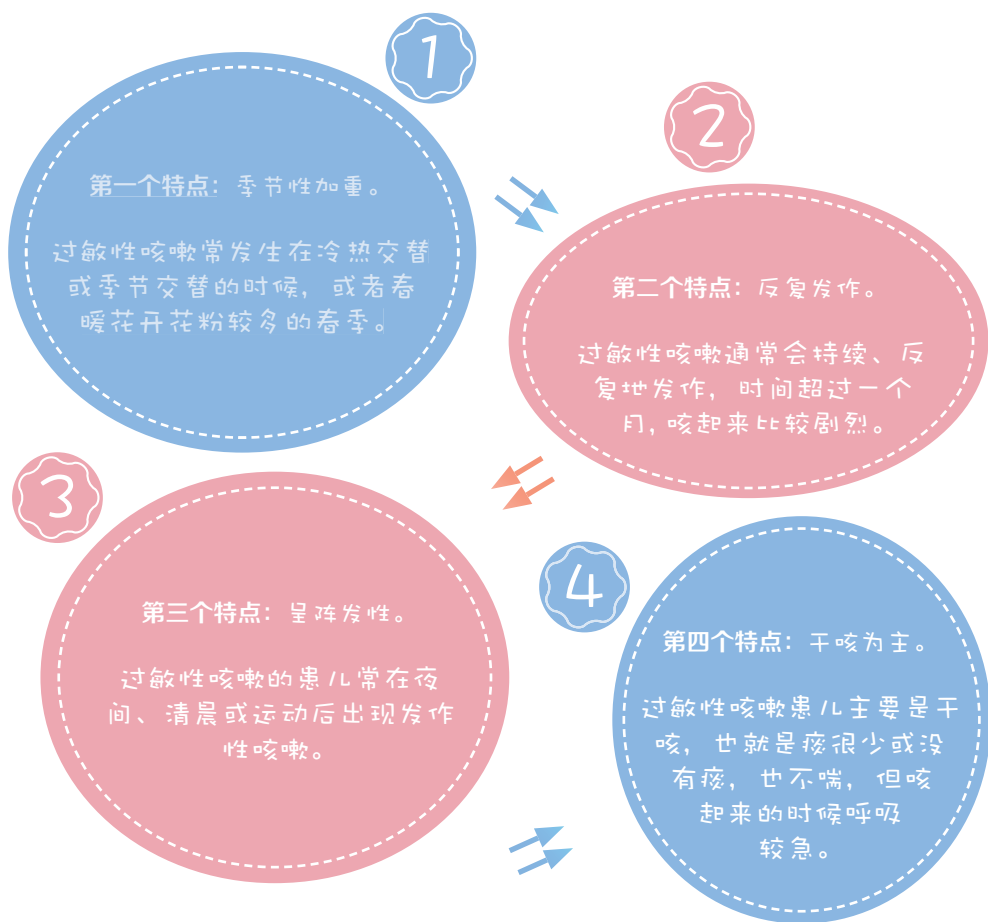 1
第一个特点：季节性加重。
过敏性咳嗽常发生在冷热交替
或季节交替的时候，或者春
暖花开花粉较多的春季。
2
第二个特点：反复发作。
过敏性咳嗽通常会持续、反
复地发作，时间超过一个
月，咳起来比较剧烈。
3
第三个特点：呈阵发性。
过敏性咳嗽的患儿常在夜
间、清晨或运动后出现发作
性咳嗽。
4
第四个特点：干咳为主。
过敏性咳嗽患儿主要是干
咳，也就是痰很少或没
有痰，也不喘，但咳
起来的时候呼吸
较急。